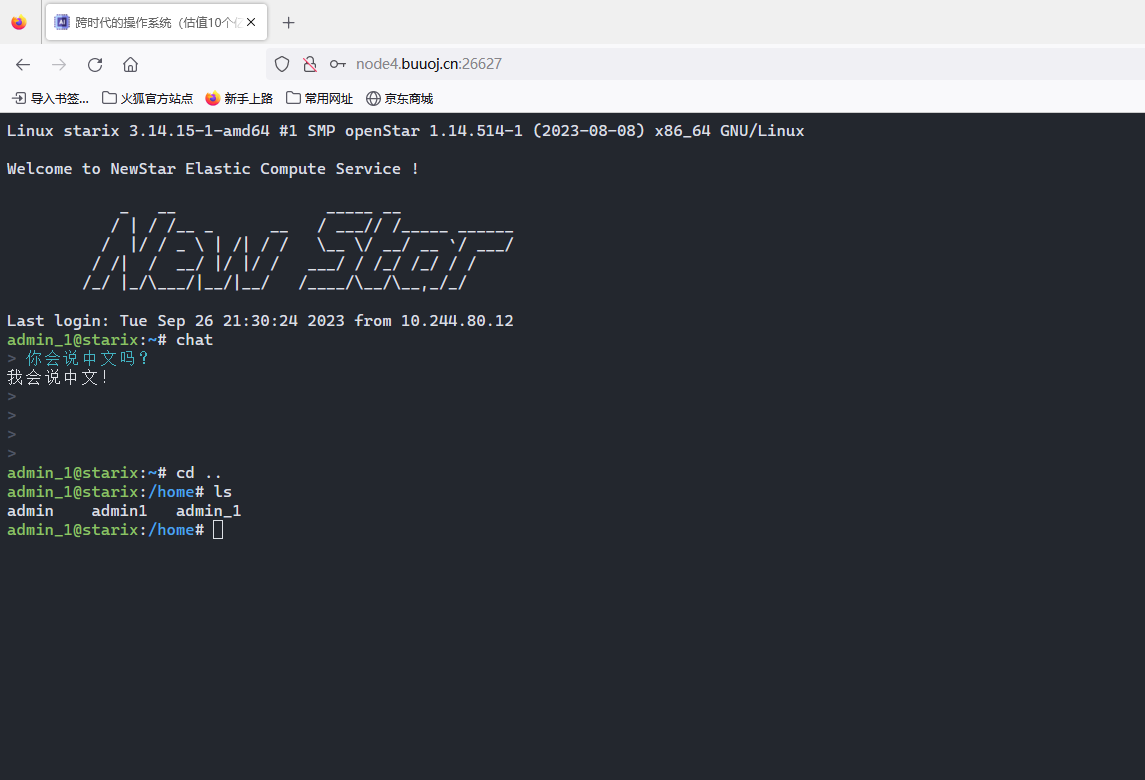 跨时代的操作系统（估值10个亿
node4.buuoj.cn:26627
导入书签... 火狐官方站点 新手上路 常用网址 京东商城
Linux starix 3.14.15-1-amd64 #1 SMP openStar 1.14.514-1 (2023-08-08) x86_64 GNU/Linux
Welcome to NewStar Elastic Compute Service !
New Star
Last login: Tue Sep 26 21:30:24 2023 from 10.244.80.12
admin_1@starix:~# chat
> 你会说中文吗?
我会说中文!
>
>
>
>
admin_1@starix:~# cd ..
admin_1@starix:/home# ls
admin admin1 admin_1
admin_1@starix:/home#